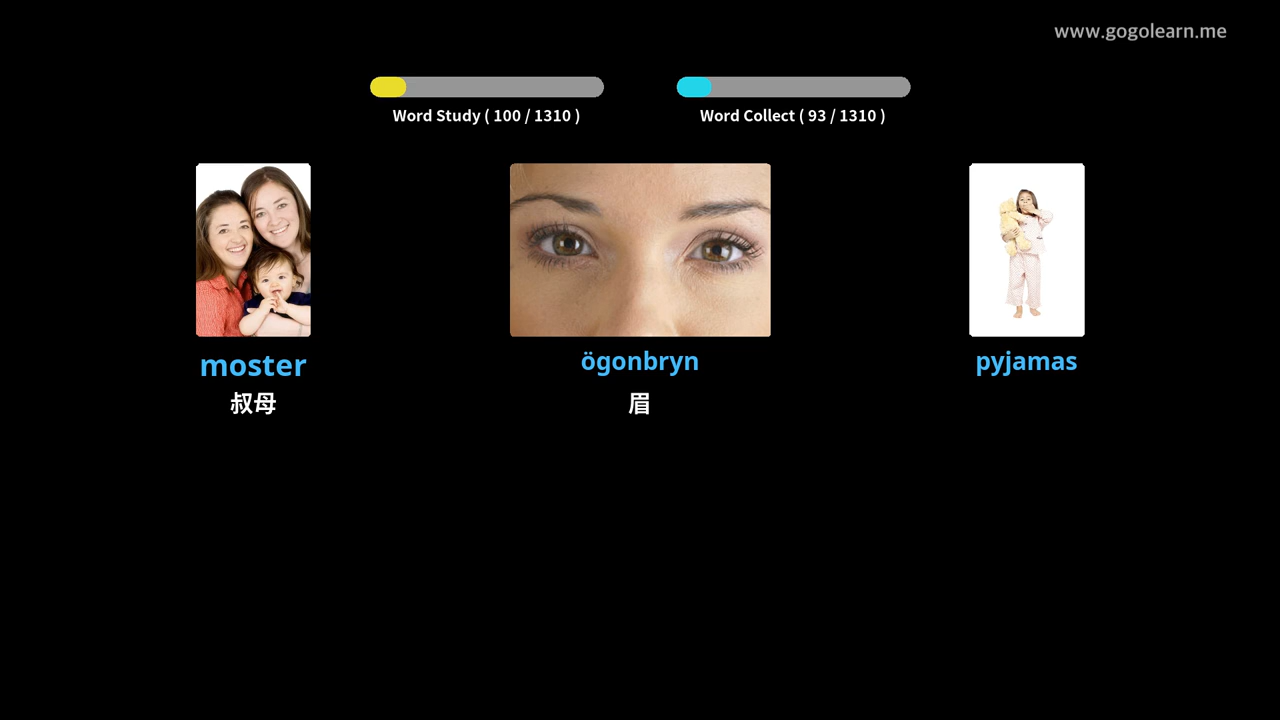 www.gogolearn.me
Word Study ( 100 / 1310 )
Word Collect ( 93 / 1310 )
moster
ögonbryn
pyjamas
叔母
眉